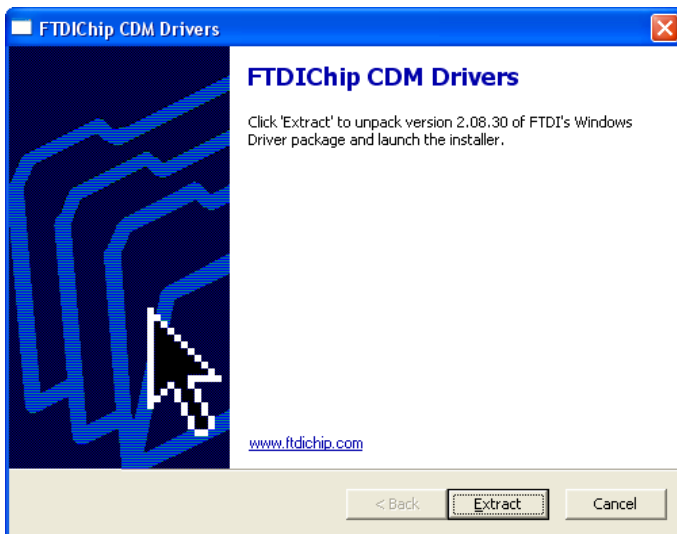 FTDIChip CDM Drivers
FTDIChip CDM Drivers
Click 'Extract' to unpack version 2.08.30 of FTDI's Windows
Driver package and launch the installer.
www.ftdichip.com
< Back Extract Cancel